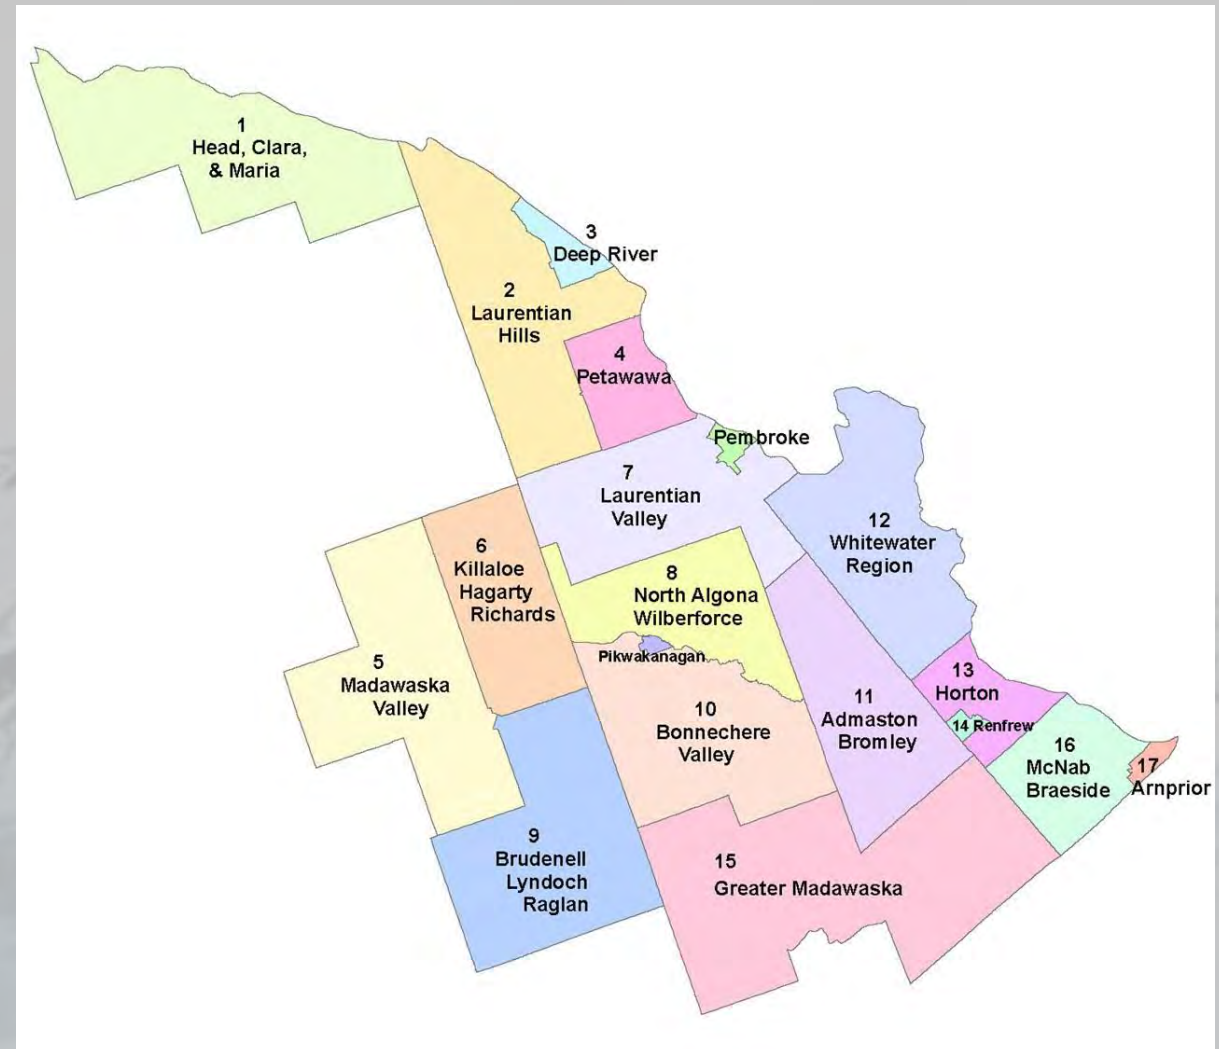 1
Head, Clara,
& Maria
3
Deep River
2
Laurentian
Hills
4
Petawawa
Pembroke
7
Laurentian
Valley
12
Whitewater
Region
6
Killaloe
Hagarty
Richards
8
North Algona
Wilberforce
Pikwakanagan
5
Madawaska
Valley
13
Horton
11
Admaston
Bromley
10
Bonnechere
Valley
14 Renfrew
16
McNab
Braeside
17
Arnprior
9
Brudenell
Lyndoch
Raglan
15
Greater Madawaska